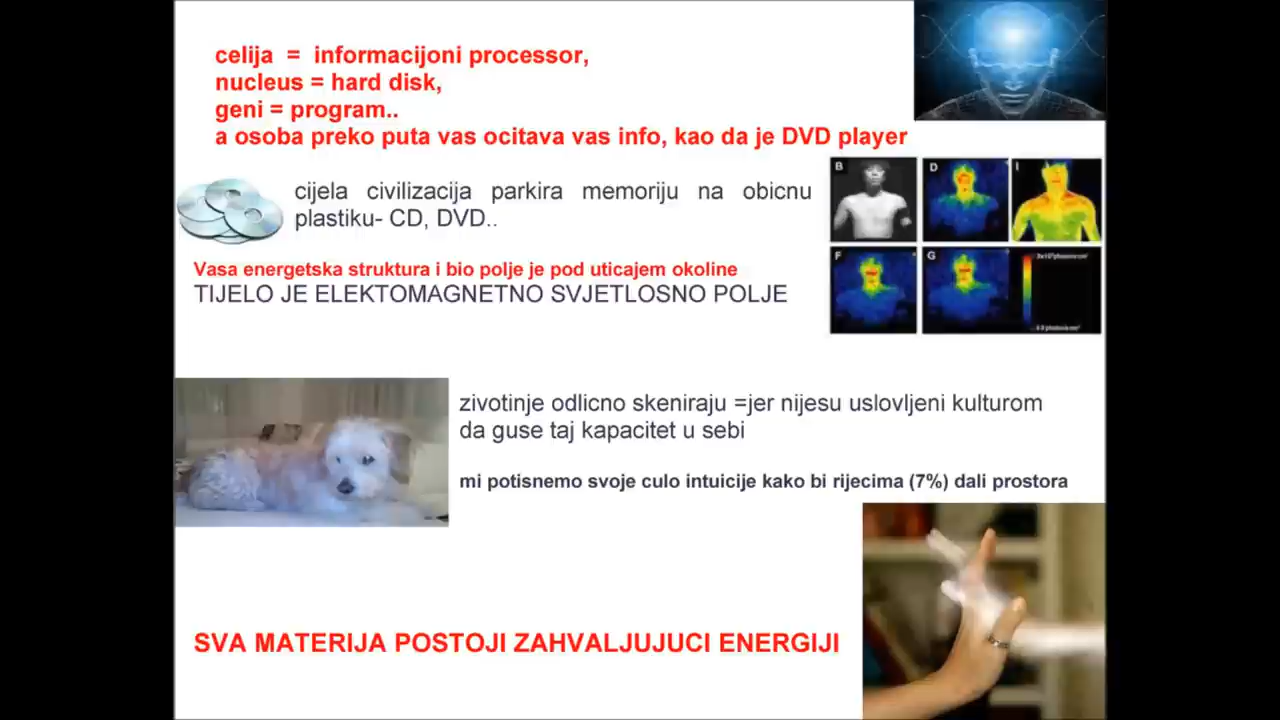 celija = informacijoni processor,
nucleus = hard disk,
geni = program..
a osoba preko puta vas ocitava vas info, kao da je DVD player
cijela civilizacija parkira memoriju na obicnu
plastiku- CD, DVD..
B
D
I
F
G
Vasa energetska struktura i bio polje je pod uticajem okoline
TIJELO JE ELEKTOMAGNETNO SVJETLOSNO POLJE
zivotinje odlicno skeniraju =jer nijesu uslovljeni kulturom
da guse taj kapacitet u sebi
mi potisnemo svoje culo intuicije kako bi rijecima (7%) dali prostora
SVA MATERIJA POSTOJI ZAHVALJUJUCI ENERGIJI